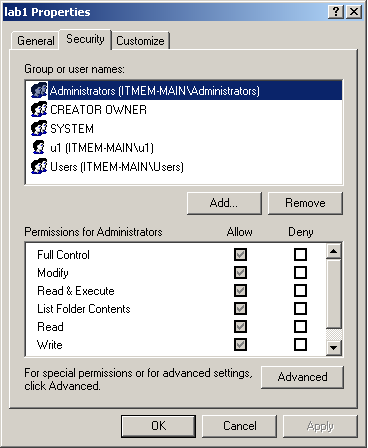 lab1 Properties
General Security Customize
Group or user names:
Administrators (ITMEM-MAIN\Administrators)
CREATOR OWNER
SYSTEM
u1 (ITMEM-MAIN\u1)
Users (ITMEM-MAIN\Users)
Add... Remove
Permissions for Administrators Allow Deny
Full Control
Modify
Read & Execute
List Folder Contents
Read
Write
For special permissions or for advanced settings,
click Advanced.
Advanced
OK Cancel Apply